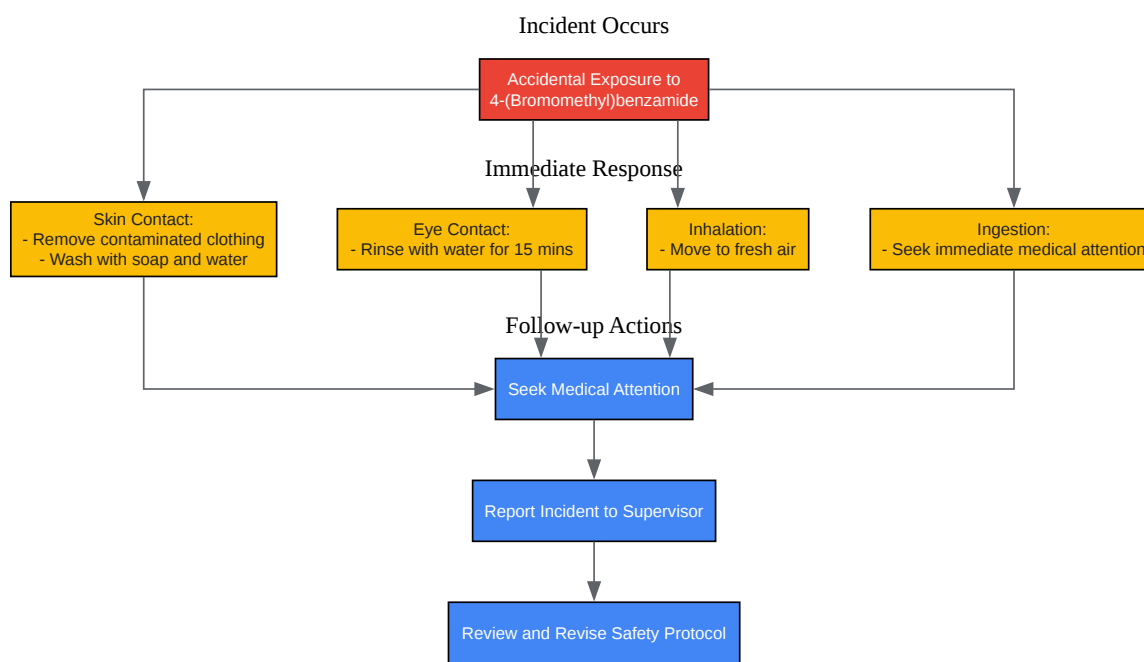 Incident Occurs
Accidental Exposure to
4-(Bromomethyl)benzamide
Immediate Response
Skin Contact:
- Remove contaminated clothing
- Wash with soap and water
Eye Contact:
- Rinse with water for 15 mins
Inhalation:
- Move to fresh air
Ingestion:
- Seek immediate medical attention
Follow-up Actions
Seek Medical Attention
Report Incident to Supervisor
Review and Revise Safety Protocol